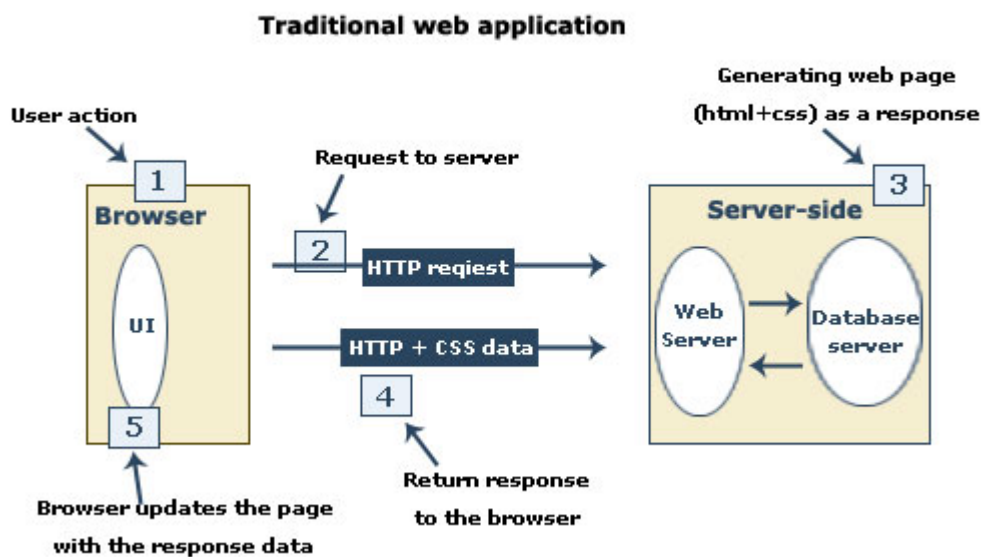 Traditional web application
User action
1
Browser
UI
5
Browser updates the page
with the response data
Request to server
2
HTTP reqiest
HTTP + CSS data
4
Return response
to the browser
Generating web page
(html+css) as a response
3
Server-side
Web
Server
Database
server